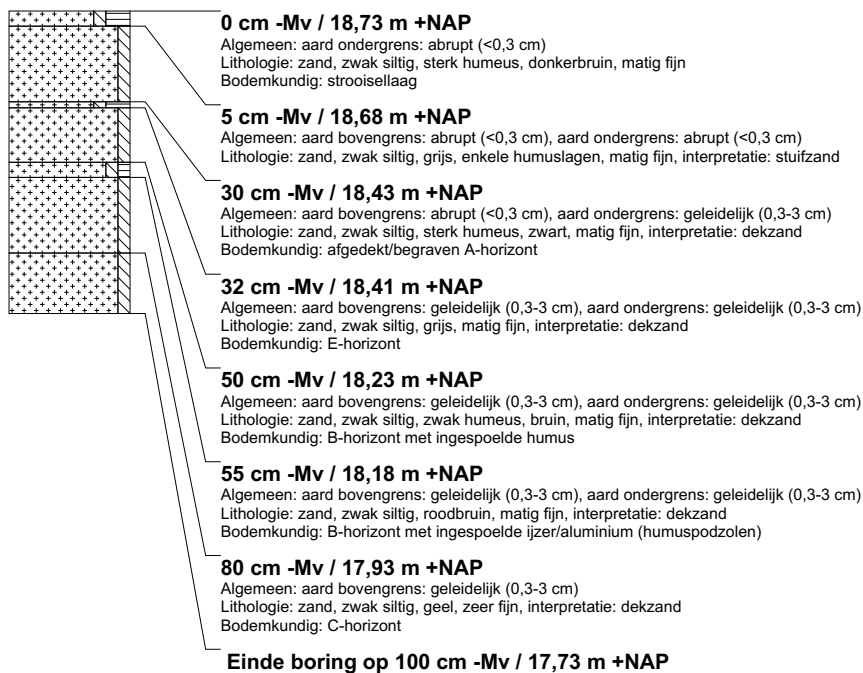 0 cm -Mv / 18,73 m +NAP
Algemeen: aard ondergrens: abrupt (<0,3 cm)
Lithologie: zand, zwak siltig, sterk humeus, donkerbruin, matig fijn
Bodemkundig: strooisellaag
5 cm -Mv / 18,68 m +NAP
Algemeen: aard bovengrens: abrupt (<0,3 cm), aard ondergrens: abrupt (<0,3 cm)
Lithologie: zand, zwak siltig, grijs, enkele humuslagen, matig fijn, interpretatie: stuifzand
30 cm -Mv / 18,43 m +NAP
Algemeen: aard bovengrens: abrupt (<0,3 cm), aard ondergrens: geleidelijk (0,3-3 cm)
Lithologie: zand, zwak siltig, sterk humeus, zwart, matig fijn, interpretatie: dekzand
Bodemkundig: afgedekt/begraven A-horizont
32 cm -Mv / 18,41 m +NAP
Algemeen: aard bovengrens: geleidelijk (0,3-3 cm), aard ondergrens: geleidelijk (0,3-3 cm)
Lithologie: zand, zwak siltig, grijs, matig fijn, interpretatie: dekzand
Bodemkundig: E-horizont
50 cm -Mv / 18,23 m +NAP
Algemeen: aard bovengrens: geleidelijk (0,3-3 cm), aard ondergrens: geleidelijk (0,3-3 cm)
Lithologie: zand, zwak siltig, zwak humeus, bruin, matig fijn, interpretatie: dekzand
Bodemkundig: B-horizont met ingespoelde humus
55 cm -Mv / 18,18 m +NAP
Algemeen: aard bovengrens: geleidelijk (0,3-3 cm), aard ondergrens: geleidelijk (0,3-3 cm)
Lithologie: zand, zwak siltig, roodbruin, matig fijn, interpretatie: dekzand
Bodemkundig: B-horizont met ingespoelde ijzer/aluminium (humuspodzolen)
80 cm -Mv / 17,93 m +NAP
Algemeen: aard bovengrens: geleidelijk (0,3-3 cm)
Lithologie: zand, zwak siltig, geel, zeer fijn, interpretatie: dekzand
Bodemkundig: C-horizont
Einde boring op 100 cm -Mv / 17,73 m +NAP